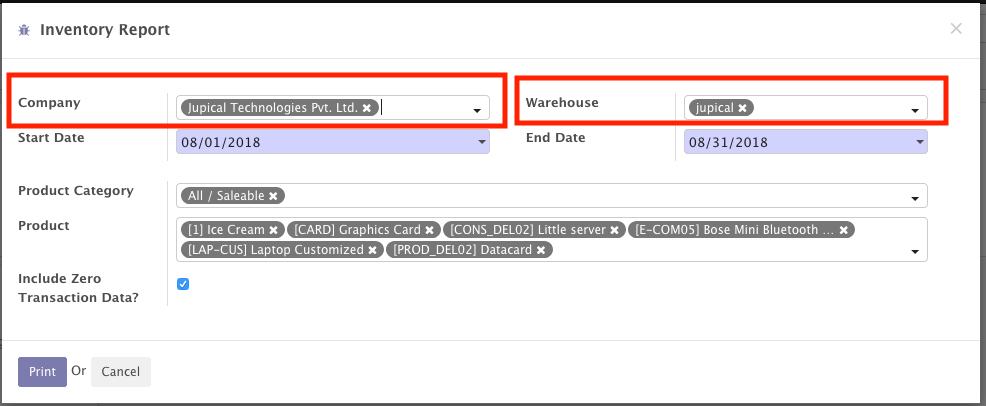 Inventory Report
Company
Jupical Technologies Pvt. Ltd.
Warehouse
jupical
Start Date
08/01/2018
End Date
08/31/2018
Product Category
All / Saleable
Product
[1] Ice Cream [CARD] Graphics Card [CONS_DEL02] Little server [E-COM05] Bose Mini Bluetooth ...
[LAP-CUS] Laptop Customized [PROD_DEL02] Datacard
Include Zero
Transaction Data?
Print Or Cancel